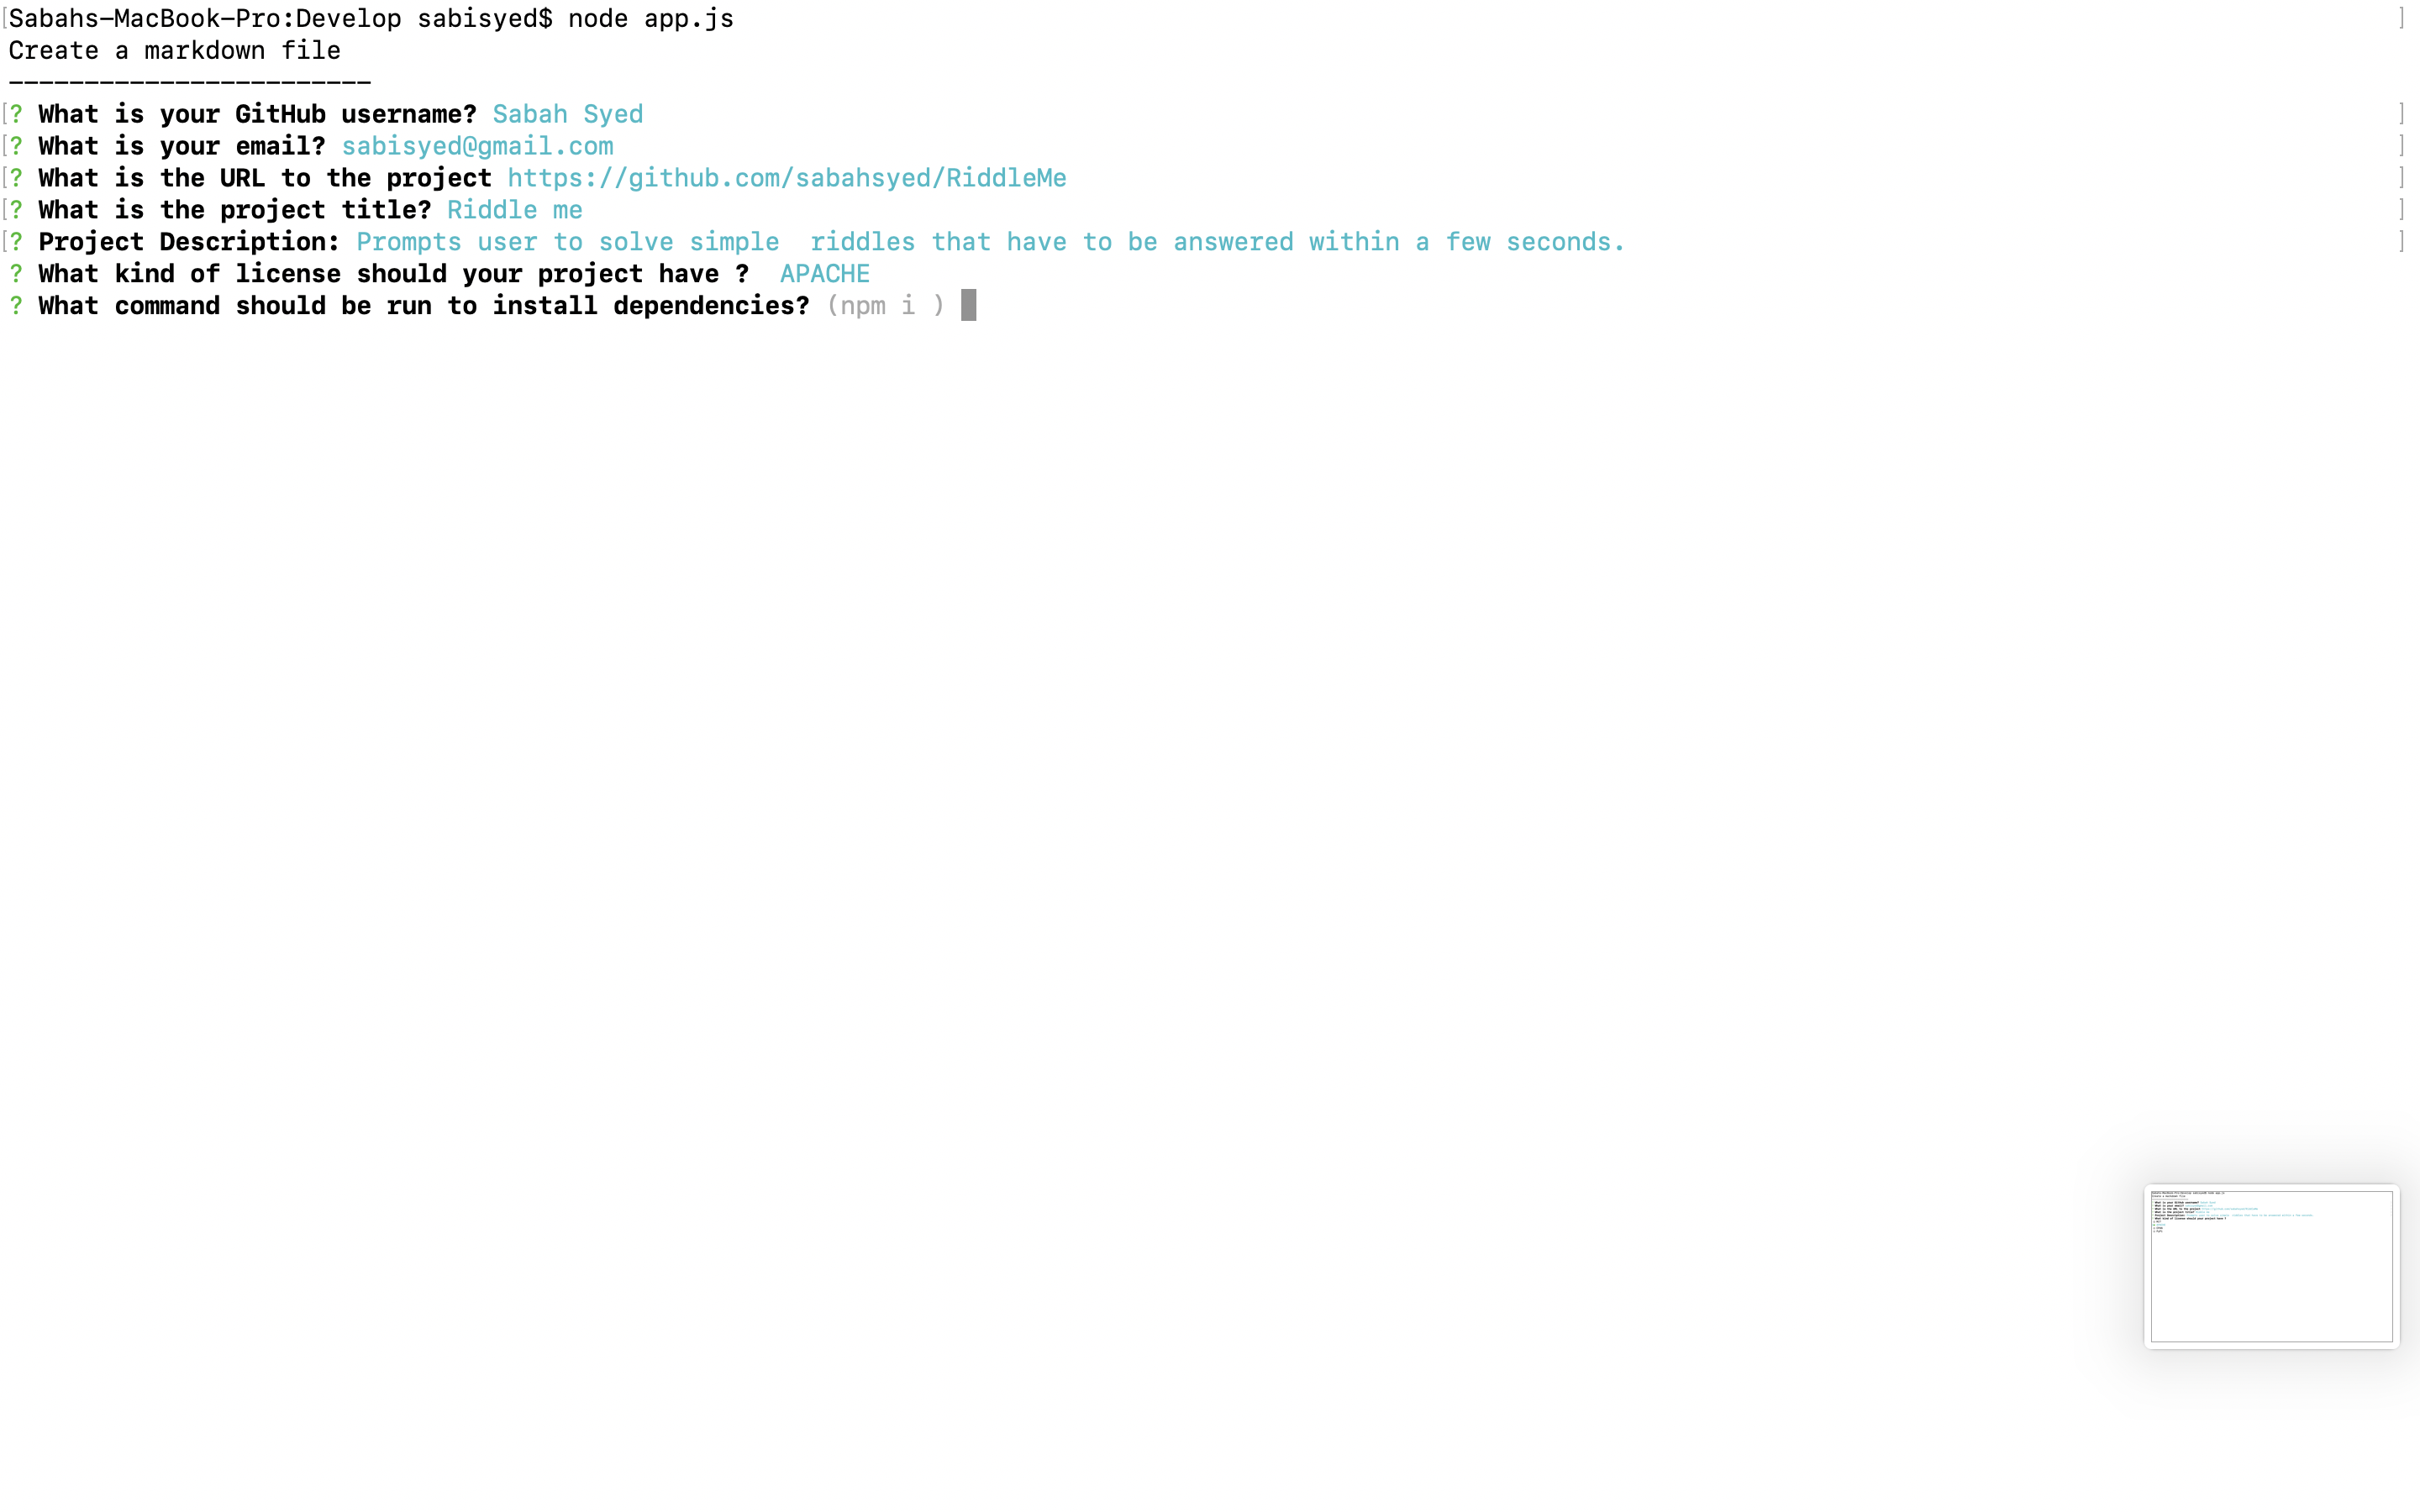 Sabahs-MacBook-Pro:Develop sabisyed$ node app.js
Create a markdown file
------------------------
? What is your GitHub username? Sabah Syed
? What is your email? sabisyed@gmail.com
? What is the URL to the project https://github.com/sabahsyed/RiddleMe
? What is the project title? Riddle me
? Project Description: Prompts user to solve simple  riddles that have to be answered within a few seconds.
? What kind of license should your project have ?  APACHE
? What command should be run to install dependencies? (npm i )